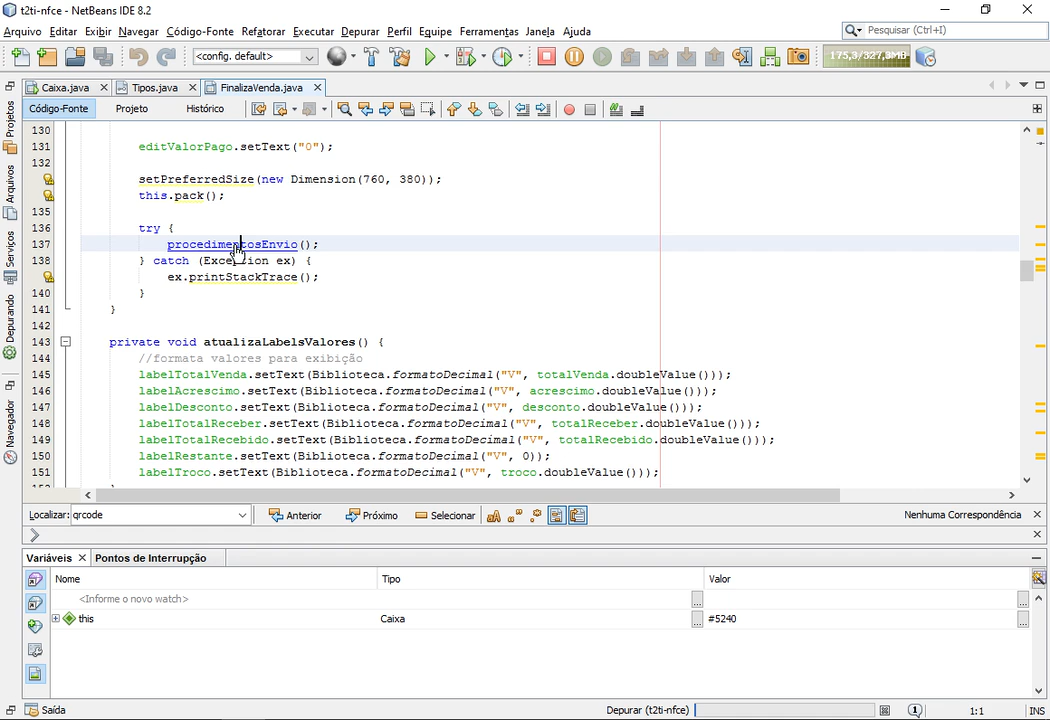 t2ti-nfce - NetBeans IDE 8.2
Arquivo Editar Exibir Navegar Código-Fonte Refatorar Executar Depurar Perfil Equipe Ferramentas Janela Ajuda
Pesquisar (Ctrl+I)
<config. default>
175,3/327,3MB
Caixa.java
Tipos.java
FinalizaVenda.java
Código-Fonte Projeto Histórico
130
131 editValorPago.setText("0");
132
setPreferredSize(new Dimension(760, 380));
this.pack();
135
136 try {
137 procedimentosEnvio();
138 } catch (Exception ex) {
ex.printStackTrace();
140 }
141 }
142
143 private void atualizaLabelsValores() {
144 //formata valores para exibição
145 labelTotalVenda.setText(Biblioteca.formatoDecimal("V", totalVenda.doubleValue()));
146 labelAcrescimo.setText(Biblioteca.formatoDecimal("V", acrescimo.doubleValue()));
147 labelDesconto.setText(Biblioteca.formatoDecimal("V", desconto.doubleValue()));
148 labelTotalReceber.setText(Biblioteca.formatoDecimal("V", totalReceber.doubleValue()));
149 labelTotalRecebido.setText(Biblioteca.formatoDecimal("V", totalRecebido.doubleValue()));
150 labelRestante.setText(Biblioteca.formatoDecimal("V", 0));
151 labelTroco.setText(Biblioteca.formatoDecimal("V", troco.doubleValue()));
Projetos
Arquivos
Serviços
Depurando
Navegador
Localizar: qrcode
Anterior
Próximo
Selecionar
Nenhuma Correspondência
Variáveis
Pontos de Interrupção
Nome Tipo Valor
<Informe o novo watch>
this Caixa #5240
Saída
Depurar (t2ti-nfce)
1
1:1
INS